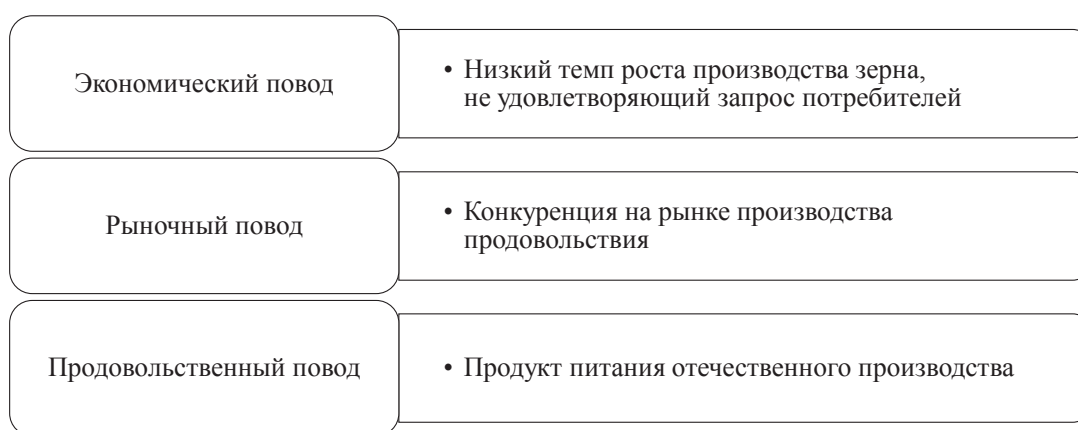 Экономический повод
• Низкий темп роста производства зерна,
не удовлетворяющий запрос потребителей
Рыночный повод
• Конкуренция на рынке производства
продовольствия
Продовольственный повод
• Продукт питания отечественного производства